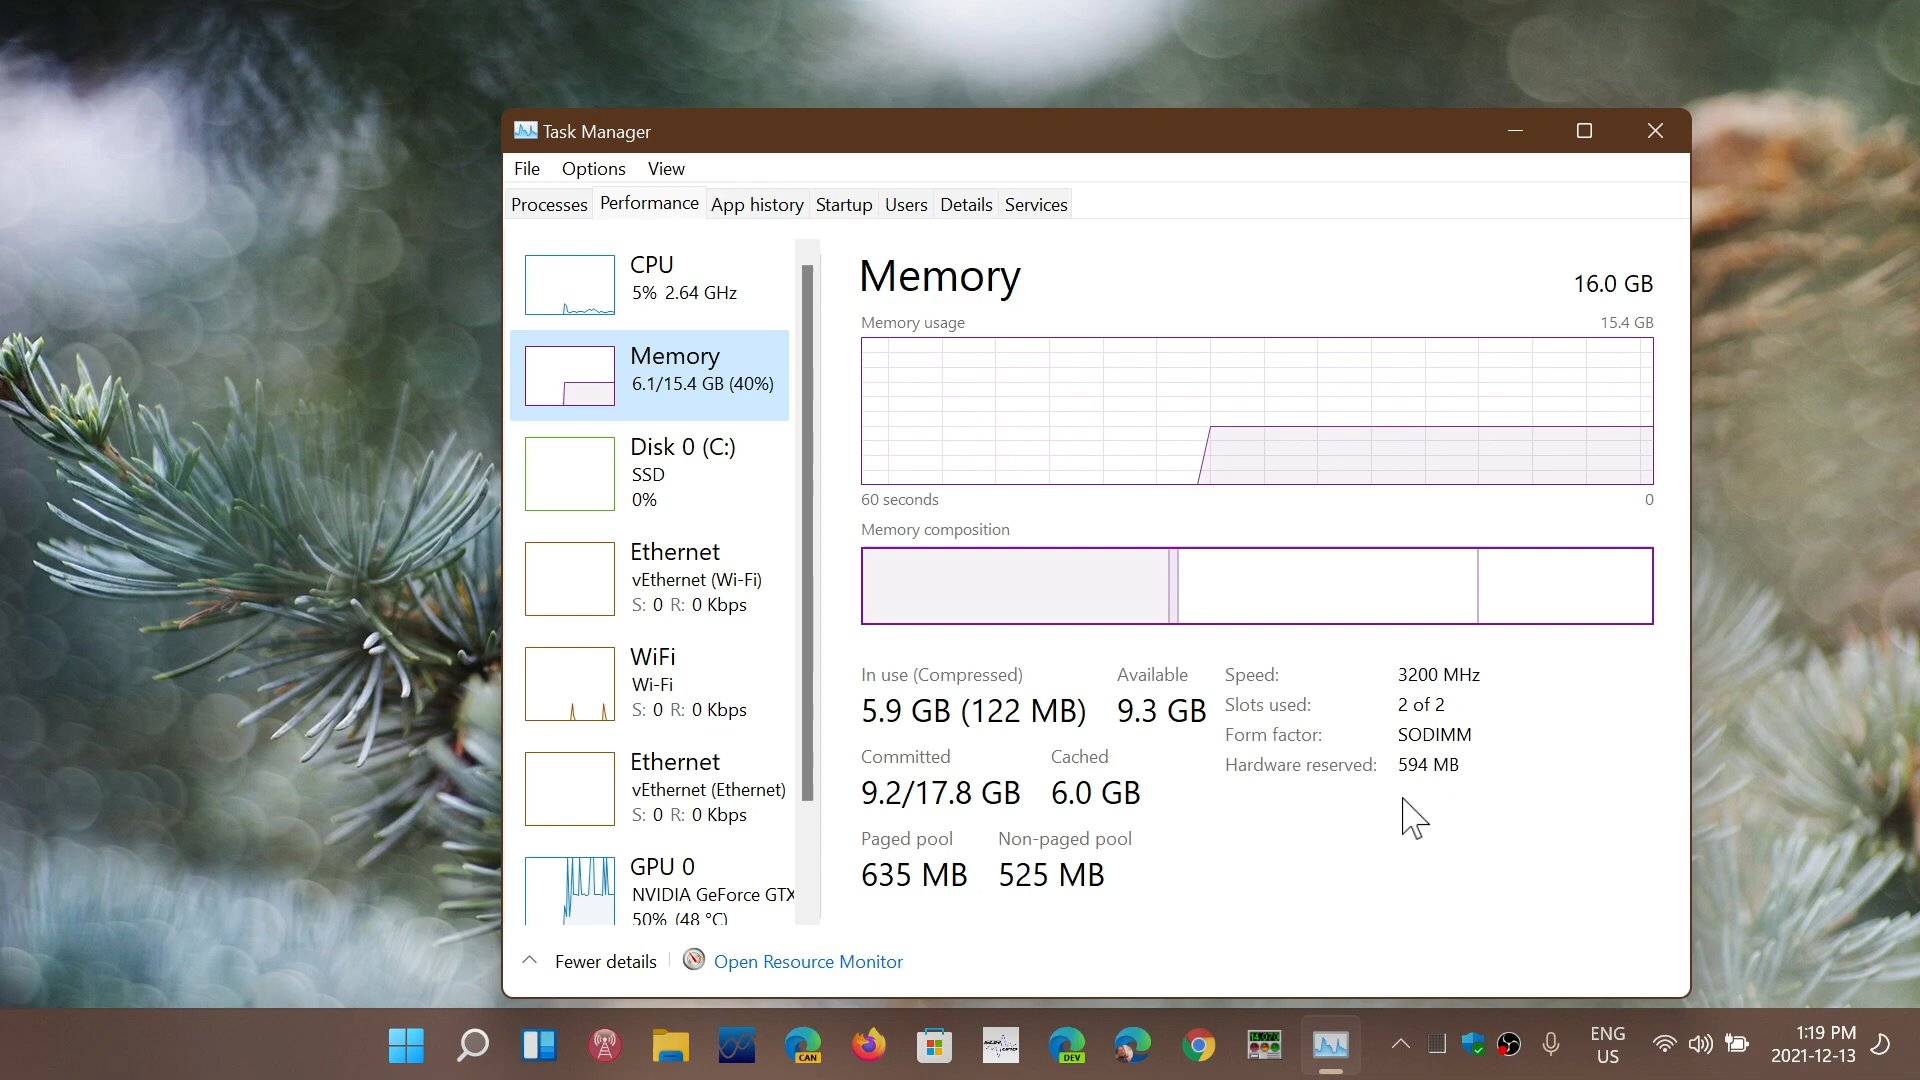 Task Manager
File Options View
Processes Performance App history Startup Users Details Services
CPU
5% 2.64 GHz
Memory
6.1/15.4 GB (40%)
Disk 0 (C:)
SSD
0%
Ethernet
vEthernet (Wi-Fi)
S: 0 R: 0 Kbps
WiFi
Wi-Fi
S: 0 R: 0 Kbps
Ethernet
vEthernet (Ethernet)
S: 0 R: 0 Kbps
GPU 0
NVIDIA GeForce GTX
50% (48 °C)
Memory 16.0 GB
Memory usage 15.4 GB
60 seconds 0
Memory composition
In use (Compressed) Available
5.9 GB (122 MB) 9.3 GB
Committed Cached
9.2/17.8 GB 6.0 GB
Paged pool Non-paged pool
635 MB 525 MB
Speed: 3200 MHz
Slots used: 2 of 2
Form factor: SODIMM
Hardware reserved: 594 MB
Fewer details Open Resource Monitor
CAN
DEV
ENG
US
1:19 PM
2021-12-13